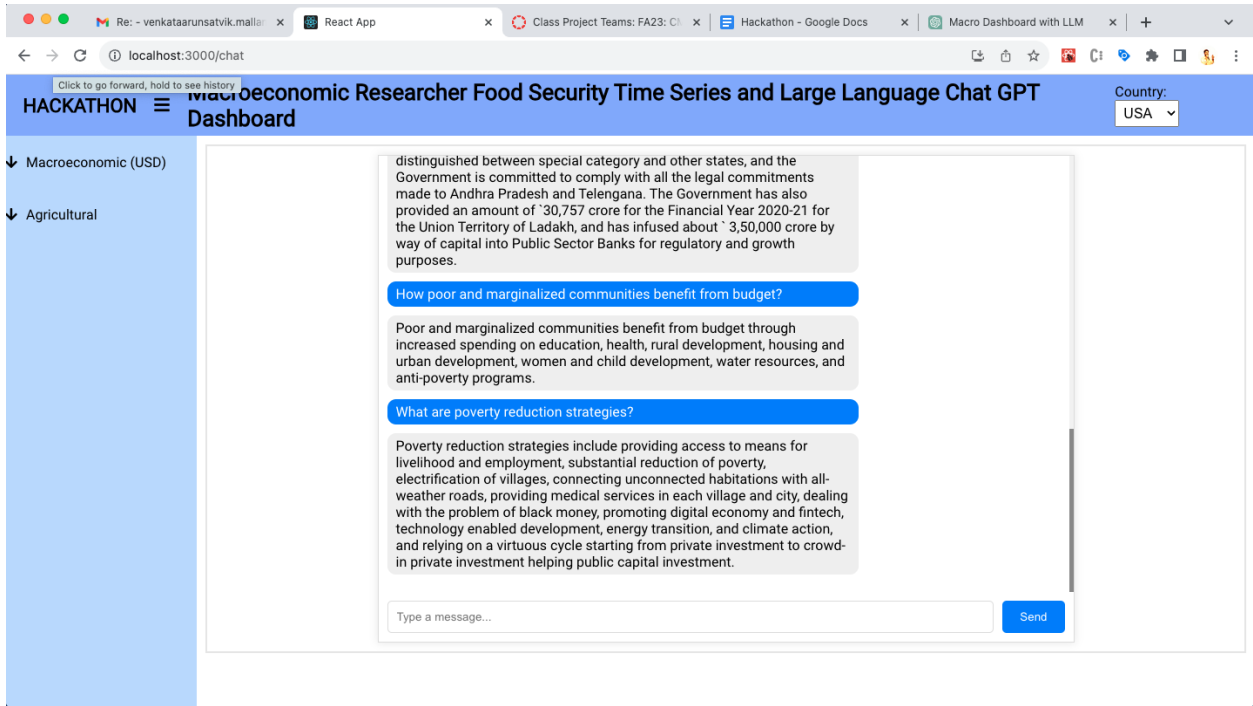 Re: - venkataarunsatvik.malla
React App
Class Project Teams: FA23: C
Hackathon - Google Docs
Macro Dashboard with LLM
localhost:3000/chat
Click to go forward, hold to see history
HACKATHON
Macroeconomic Researcher Food Security Time Series and Large Language Chat GPT
Dashboard
Country:
USA
Macroeconomic (USD)
Agricultural
distinguished between special category and other states, and the
Government is committed to comply with all the legal commitments
made to Andhra Pradesh and Telengana. The Government has also
provided an amount of `30,757 crore for the Financial Year 2020-21 for
the Union Territory of Ladakh, and has infused about ` 3,50,000 crore by
way of capital into Public Sector Banks for regulatory and growth
purposes.
How poor and marginalized communities benefit from budget?
Poor and marginalized communities benefit from budget through
increased spending on education, health, rural development, housing and
urban development, women and child development, water resources, and
anti-poverty programs.
What are poverty reduction strategies?
Poverty reduction strategies include providing access to means for
livelihood and employment, substantial reduction of poverty,
electrification of villages, connecting unconnected habitations with all-
weather roads, providing medical services in each village and city, dealing
with the problem of black money, promoting digital economy and fintech,
technology enabled development, energy transition, and climate action,
and relying on a virtuous cycle starting from private investment to crowd-
in private investment helping public capital investment.
Type a message...
Send